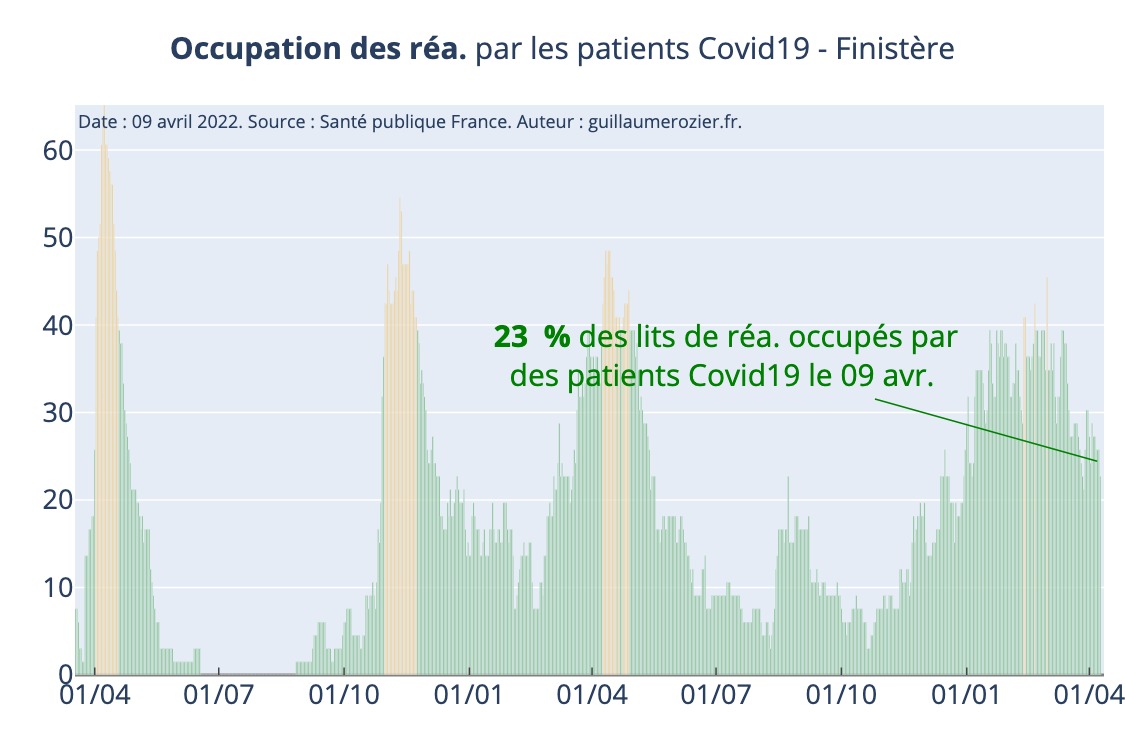 Occupation des réa. par les patients Covid19 - Finistère
Date : 09 avril 2022. Source : Santé publique France. Auteur : guillaumerozier.fr.
60
50
40
23 % des lits de réa. occupés par
des patients Covid19 le 09 avr.
30
20
10
0
01/04 01/07 01/10 01/01 01/04 01/07 01/10 01/01 01/04